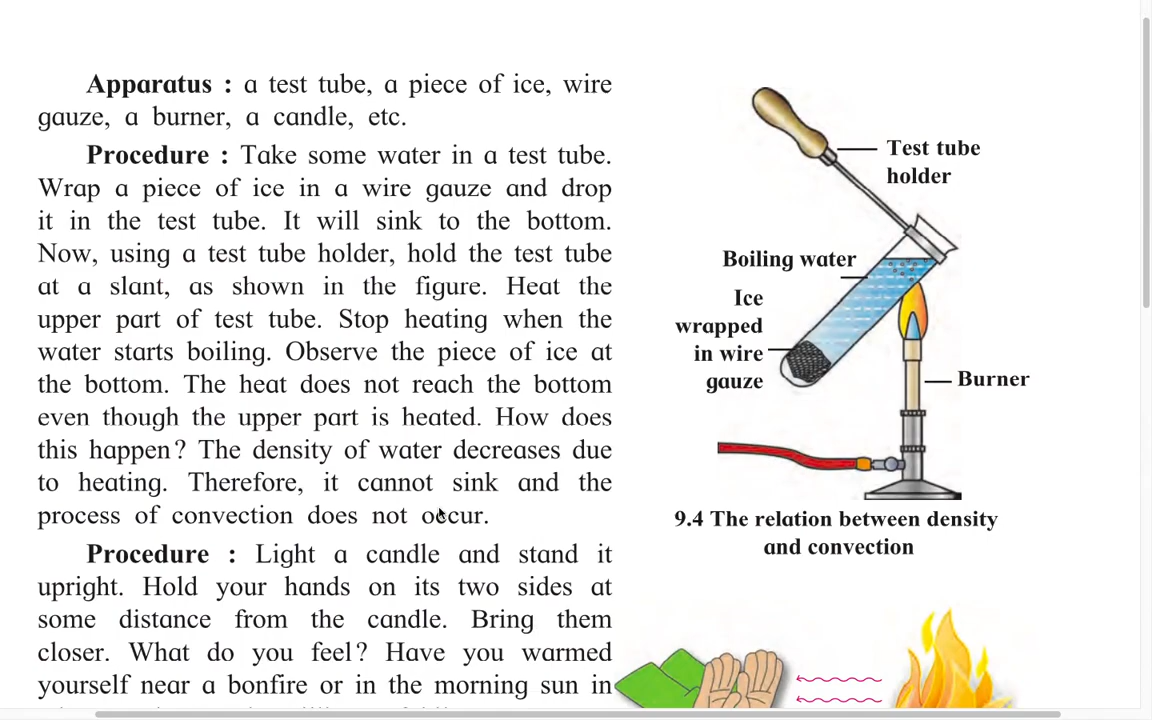 Apparatus : a test tube, a piece of ice, wire
gauze, a burner, a candle, etc.
Procedure : Take some water in a test tube.
Wrap a piece of ice in a wire gauze and drop
it in the test tube. It will sink to the bottom.
Now, using a test tube holder, hold the test tube
at a slant, as shown in the figure. Heat the
upper part of test tube. Stop heating when the
water starts boiling. Observe the piece of ice at
the bottom. The heat does not reach the bottom
even though the upper part is heated. How does
this happen? The density of water decreases due
to heating. Therefore, it cannot sink and the
process of convection does not occur.
Procedure : Light a candle and stand it
upright. Hold your hands on its two sides at
some distance from the candle. Bring them
closer. What do you feel? Have you warmed
yourself near a bonfire or in the morning sun in
Test tube
holder
Boiling water
Ice
wrapped
in wire
gauze
Burner
9.4 The relation between density
and convection